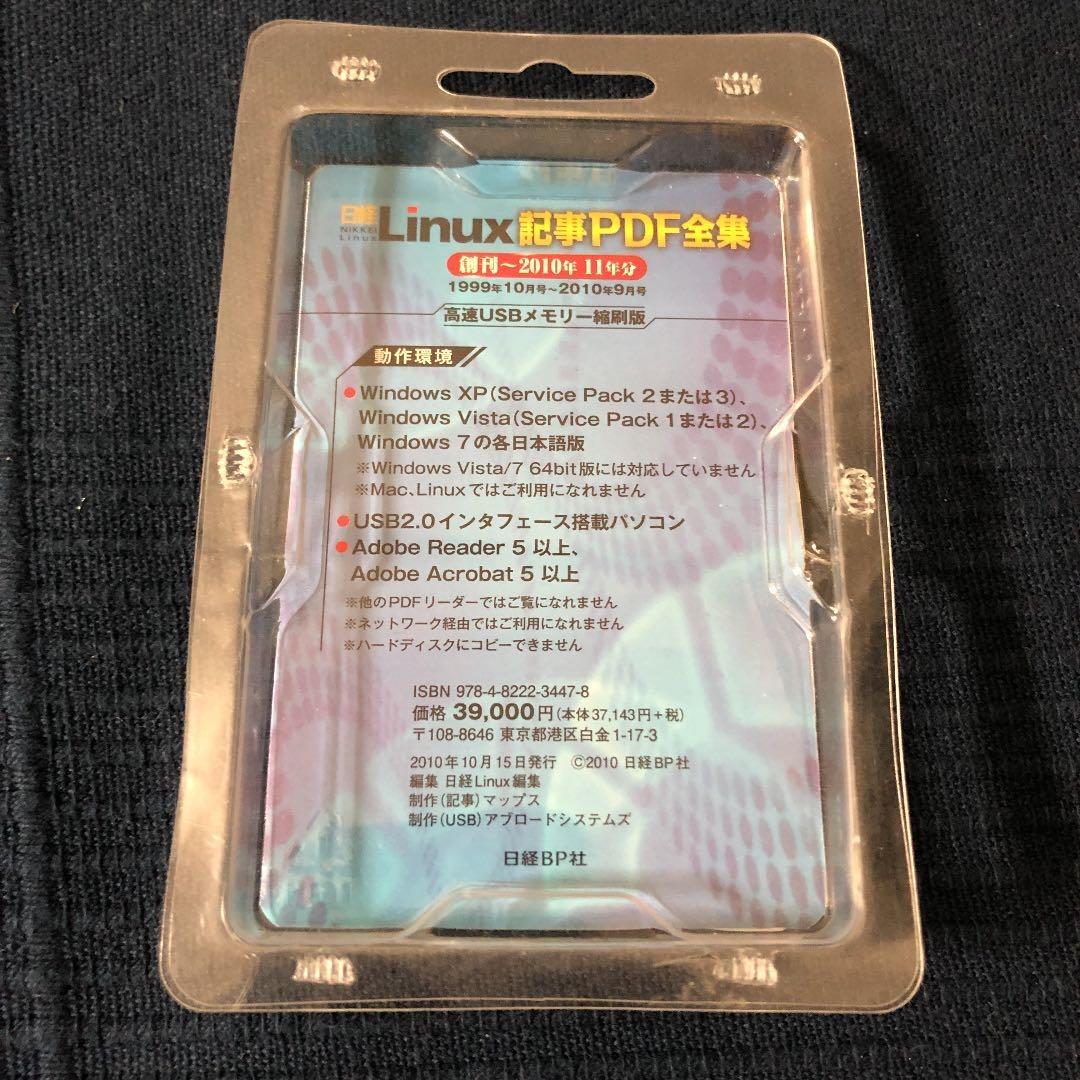 日経Linux 記事PDF全集
NIKKEI
Linux
創刊～2010年 11年分
1999年10月号～2010年9月号
高速USBメモリー縮刷版
動作環境
●Windows XP（Service Pack 2または3）、
Windows Vista（Service Pack 1または2）、
Windows 7の各日本語版
※Windows Vista/7 64bit版には対応していません
※Mac、Linuxではご利用になれません
●USB2.0インタフェース搭載パソコン
●Adobe Reader 5 以上、
Adobe Acrobat 5 以上
※他のPDFリーダーではご覧になれません
※ネットワーク経由ではご利用になれません
※ハードディスクにコピーできません
ISBN 978-4-8222-3447-8
価格 39,000円（本体37,143円＋税）
〒108-8646 東京都港区白金1-17-3
2010年10月15日発行 ©2010 日経BP社
編集 日経Linux編集
制作（記事）マップス
制作（USB）アブロードシステムズ
日経BP社